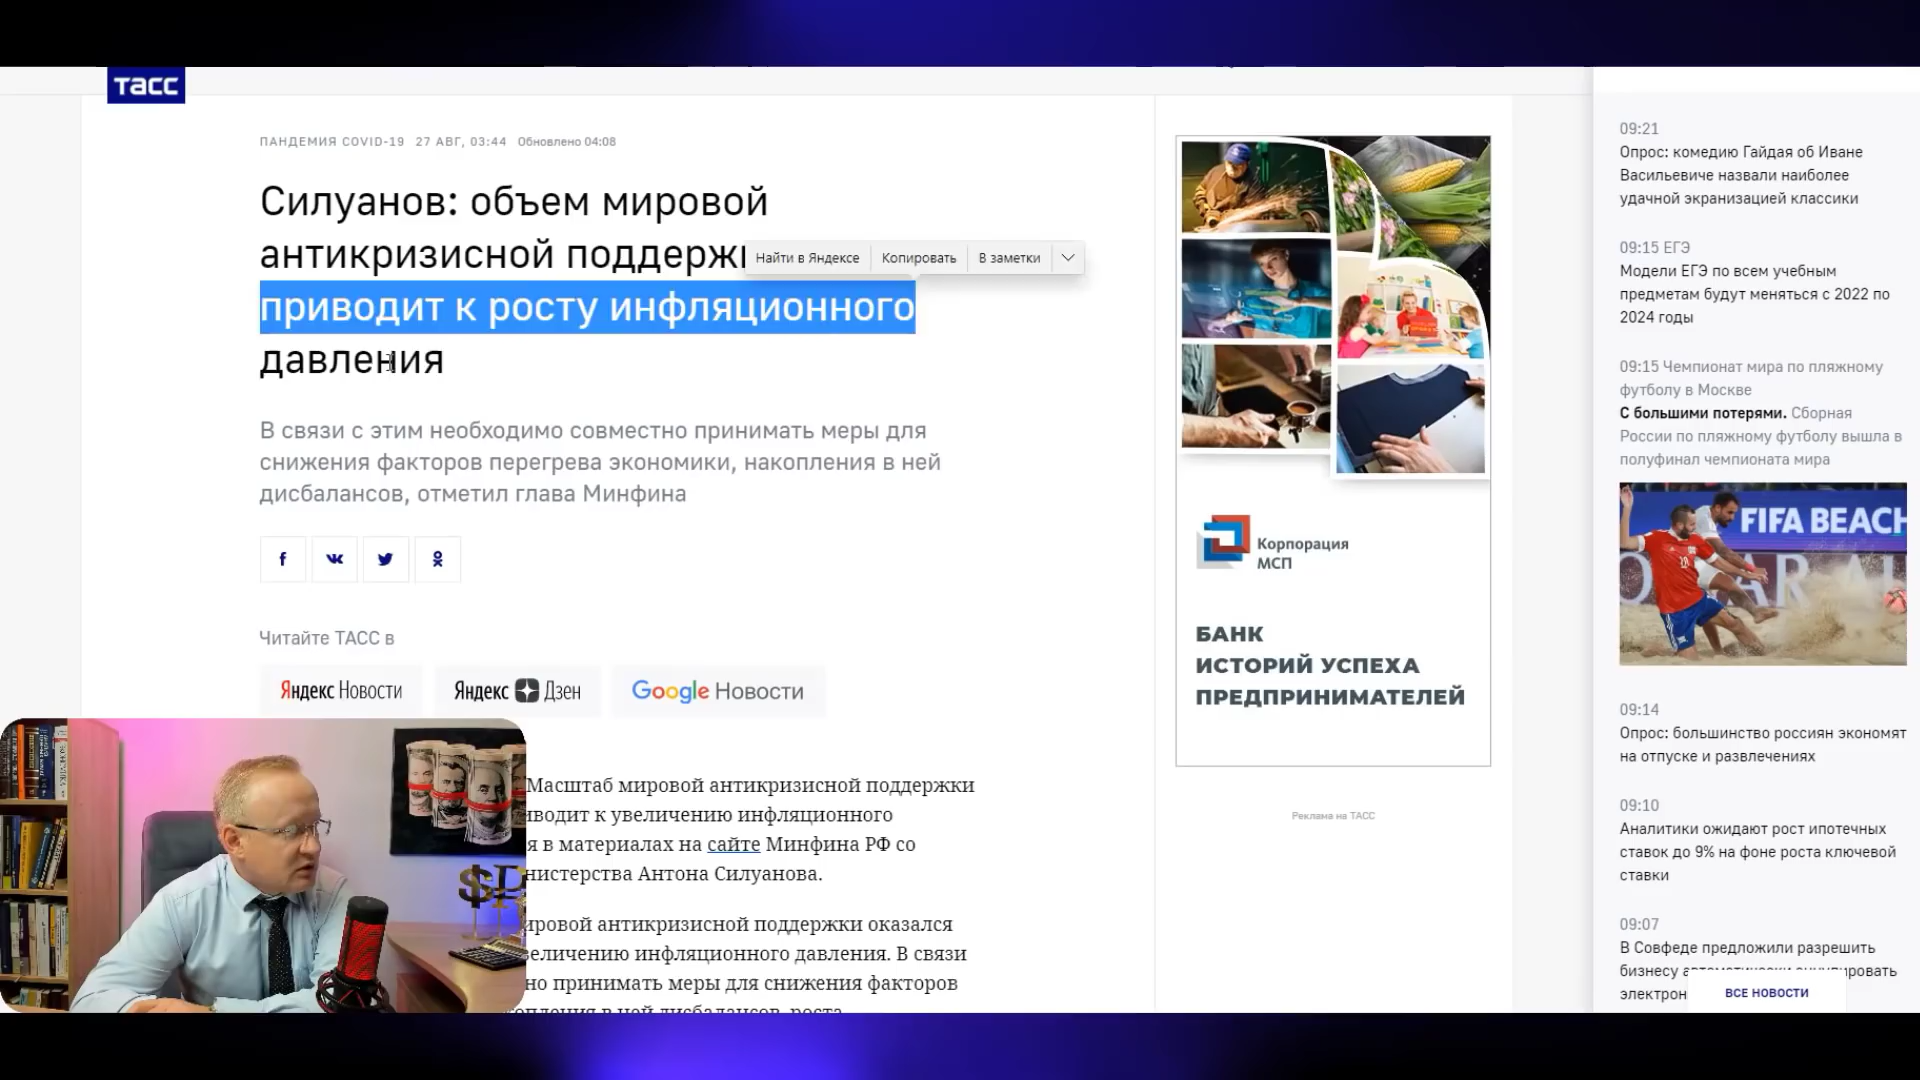 ТАСС
ПАНДЕМИЯ COVID-19 27 АВГ, 03:44 Обновлено 04:08
Силуанов: объем мировой
антикризисной поддержк
Найти в Яндексе Копировать В заметки
приводит к росту инфляционного
давления
В связи с этим необходимо совместно принимать меры для
снижения факторов перегрева экономики, накопления в ней
дисбалансов, отметил глава Минфина
Читайте ТАСС в
Яндекс Новости Яндекс Дзен Google Новости
Масштаб мировой антикризисной поддержки
иводит к увеличению инфляционного
я в материалах на сайте Минфина РФ со
нистерства Антона Силуанова.
ировой антикризисной поддержки оказался
величению инфляционного давления. В связи
но принимать меры для снижения факторов
копления в ней дисбалансов, роста
Корпорация
МСП
БАНК
ИСТОРИЙ УСПЕХА
ПРЕДПРИНИМАТЕЛЕЙ
Реклама на ТАСС
09:21
Опрос: комедию Гайдая об Иване
Васильевиче назвали наиболее
удачной экранизацией классики
09:15 ЕГЭ
Модели ЕГЭ по всем учебным
предметам будут меняться с 2022 по
2024 годы
09:15 Чемпионат мира по пляжному
футболу в Москве
С большими потерями. Сборная
России по пляжному футболу вышла в
полуфинал чемпионата мира
FIFA BEACH
09:14
Опрос: большинство россиян экономят
на отпуске и развлечениях
09:10
Аналитики ожидают рост ипотечных
ставок до 9% на фоне роста ключевой
ставки
09:07
В Совфеде предложили разрешить
бизнесу автоматически аннулировать
электрон
ВСЕ НОВОСТИ